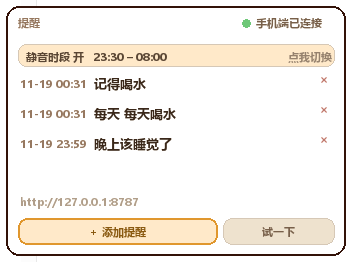 提醒 手机端已连接
静音时段 开 23:30 – 08:00 点我切换
11-19 00:31 记得喝水 ×
11-19 00:31 每天 每天喝水 ×
11-19 23:59 晚上该睡觉了 ×
http://127.0.0.1:8787
+ 添加提醒 试一下